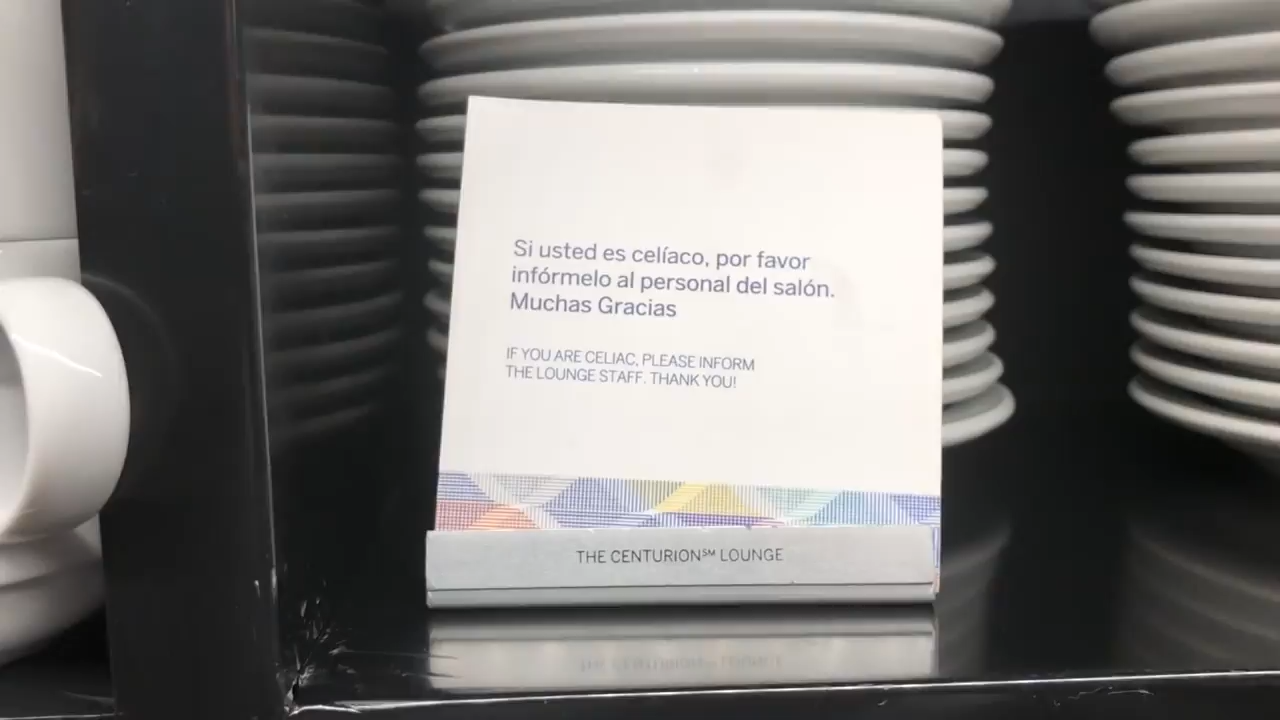 Si usted es celíaco, por favor
infórmelo al personal del salón.
Muchas Gracias
IF YOU ARE CELIAC, PLEASE INFORM
THE LOUNGE STAFF. THANK YOU!
THE CENTURION℠ LOUNGE